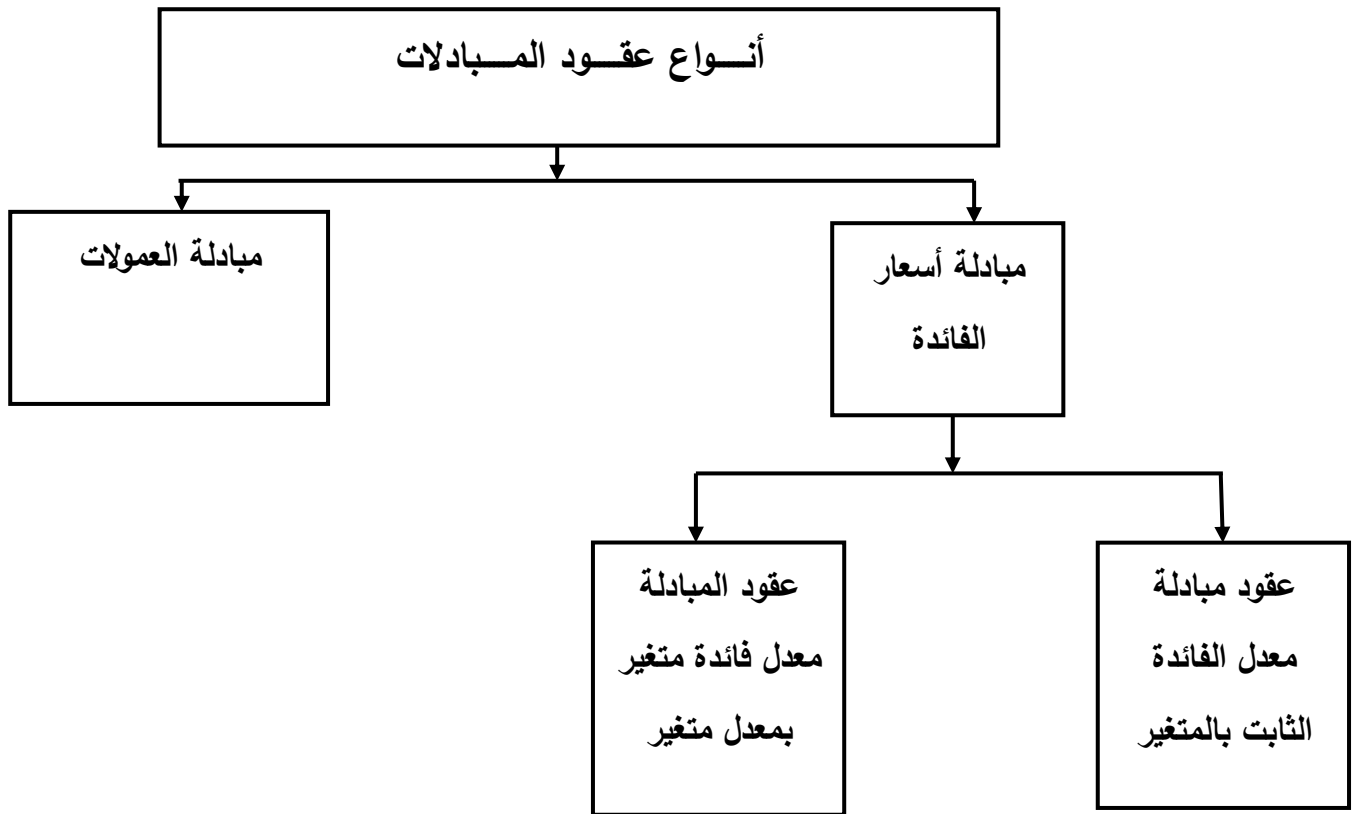 أنـــواع عقـــود المـــبادلات
مبادلة أسعار
الفائدة
مبادلة العمولات
عقود مبادلة
معدل الفائدة
الثابت بالمتغير
عقود المبادلة
معدل فائدة متغير
بمعدل متغير